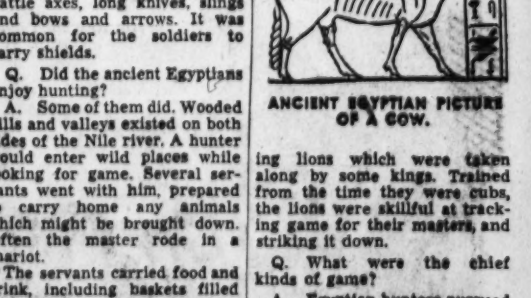 attle axes, long knives, slings
nd bows and arrows. It was
ommon for the soldiers to
arry shields.
Q. Did the ancient Egyptians
njoy hunting?
A. Some of them did. Wooded
ills and valleys existed on both
ides of the Nile river. A hunter
ould enter wild places while
ooking for game. Several ser-
ants went with him, prepared
carry home any animals
hich might be brought down.
ften the master rode in a
hariot.
The servants carried food and
rink, including baskets filled
ANCIENT EGYPTIAN PICTURE
OF A COW.
ing lions which were taken
along by some kings. Trained
from the time they were cubs,
the lions were skillful at track-
ing game for their masters, and
striking it down.
Q. What were the chief
kinds of game?
A. Egyptian hunters